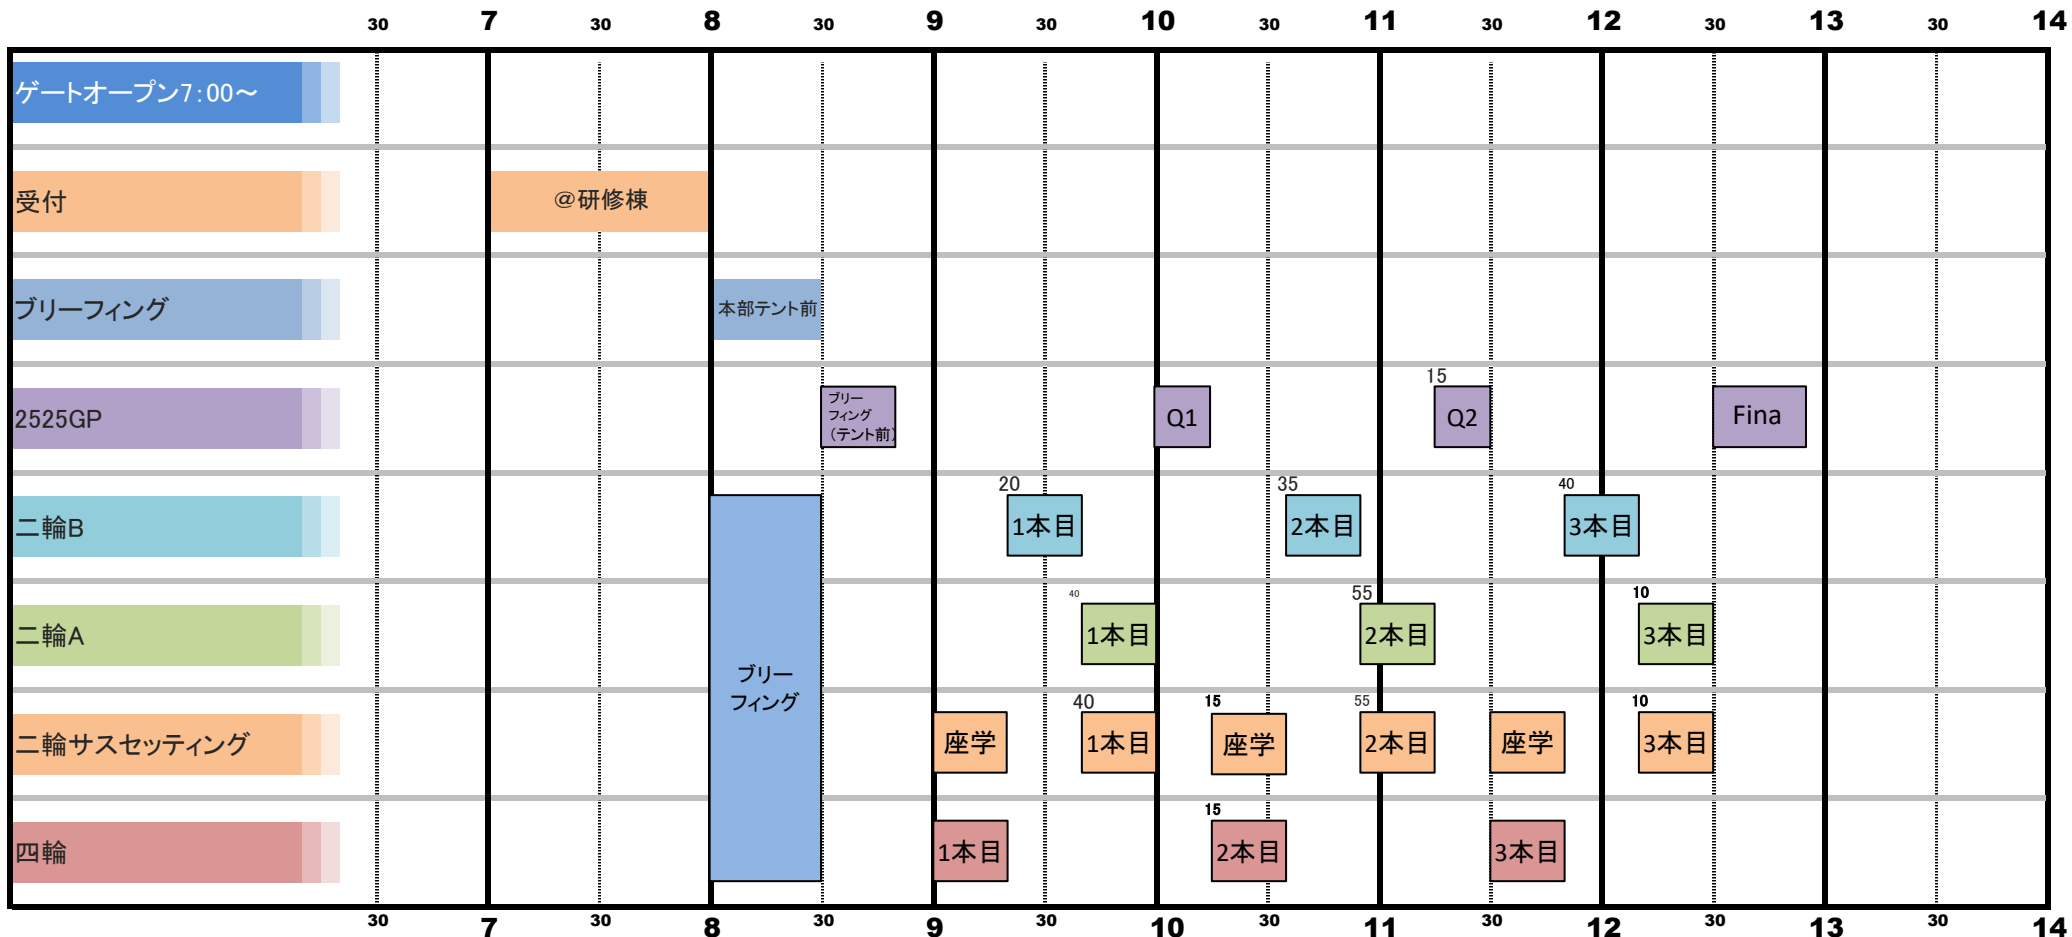 30 7 30 8 30 9 30 10 30 11 30 12 30 13 30 14
ゲートオープン7:00～
受付
@研修棟
ブリーフィング
本部テント前
2525GP
ブリー
フィング
(テント前)
Q1
15
Q2
Fina
二輪B
20
1本目
35
2本目
40
3本目
二輪A
40
1本目
55
2本目
10
3本目
ブリー
フィング
二輪サスセッティング
座学
40
1本目
15
座学
55
2本目
座学
10
3本目
四輪
1本目
15
2本目
3本目
30 7 30 8 30 9 30 10 30 11 30 12 30 13 30 14